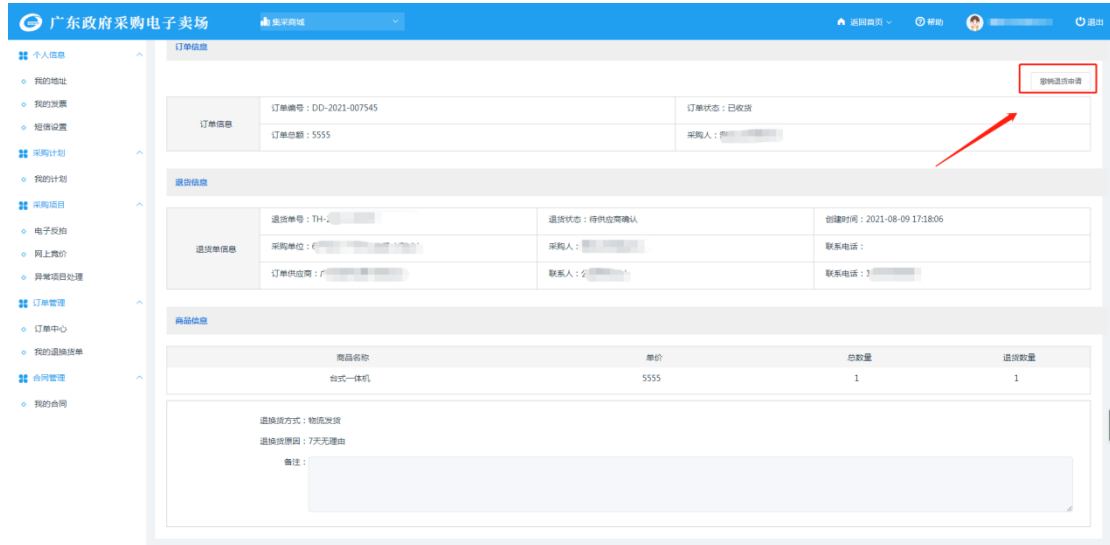 广东政府采购电子卖场
集采商城
返回首页
帮助
退出
个人信息
我的地址
我的发票
短信设置
采购计划
我的计划
采购项目
电子反拍
网上竞价
异常项目处理
订单管理
订单中心
我的退换货单
合同管理
我的合同
订单信息
撤销退货申请
订单信息
订单编号：DD-2021-007545
订单状态：已收货
订单总额：5555
采购人：
退货信息
退货单信息
退货单号：TH-
退货状态：待供应商确认
创建时间：2021-08-09 17:18:06
采购单位：
采购人：
联系电话：
订单供应商：
联系人：
联系电话：
商品信息
商品名称 单价 总数量 退货数量
台式一体机 5555 1 1
退换货方式：物流发货
退换货原因：7天无理由
备注：